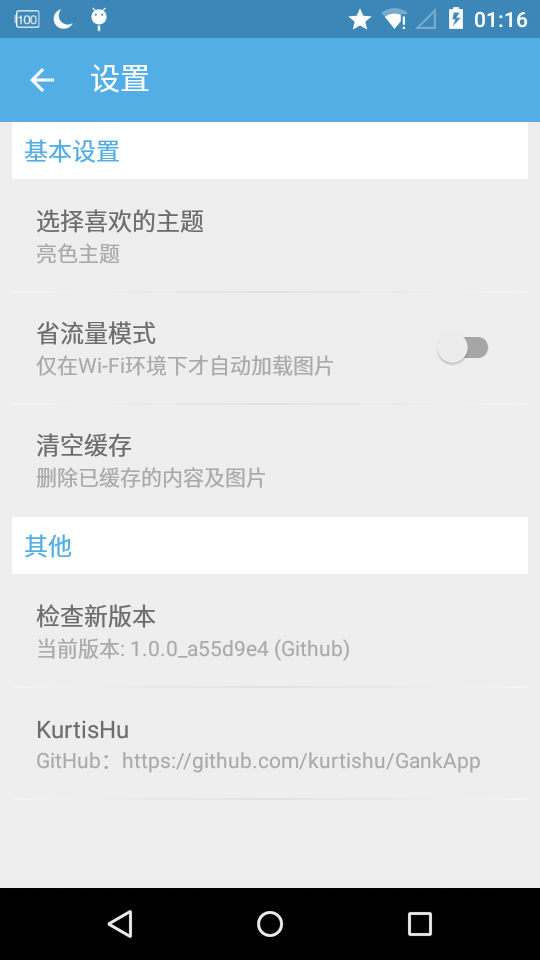 100
01:16
设置
基本设置
选择喜欢的主题
亮色主题
省流量模式
仅在Wi-Fi环境下才自动加载图片
清空缓存
删除已缓存的内容及图片
其他
检查新版本
当前版本: 1.0.0_a55d9e4 (Github)
KurtisHu
GitHub：https://github.com/kurtishu/GankApp